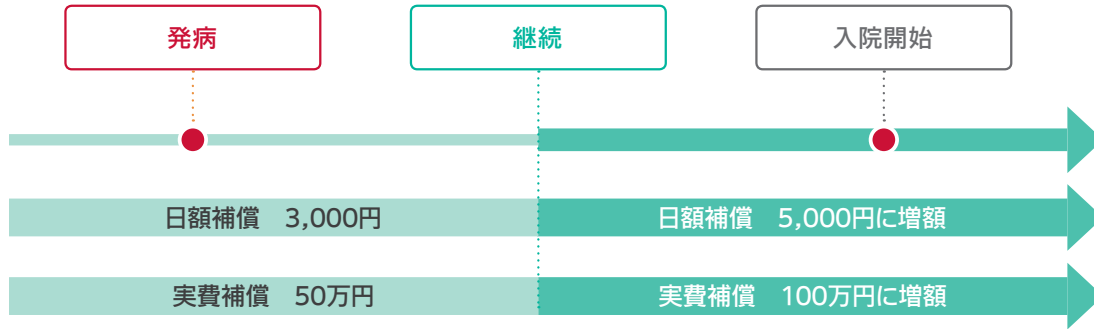 発病
継続
入院開始
日額補償　3,000円
日額補償　5,000円に増額
実費補償　50万円
実費補償　100万円に増額